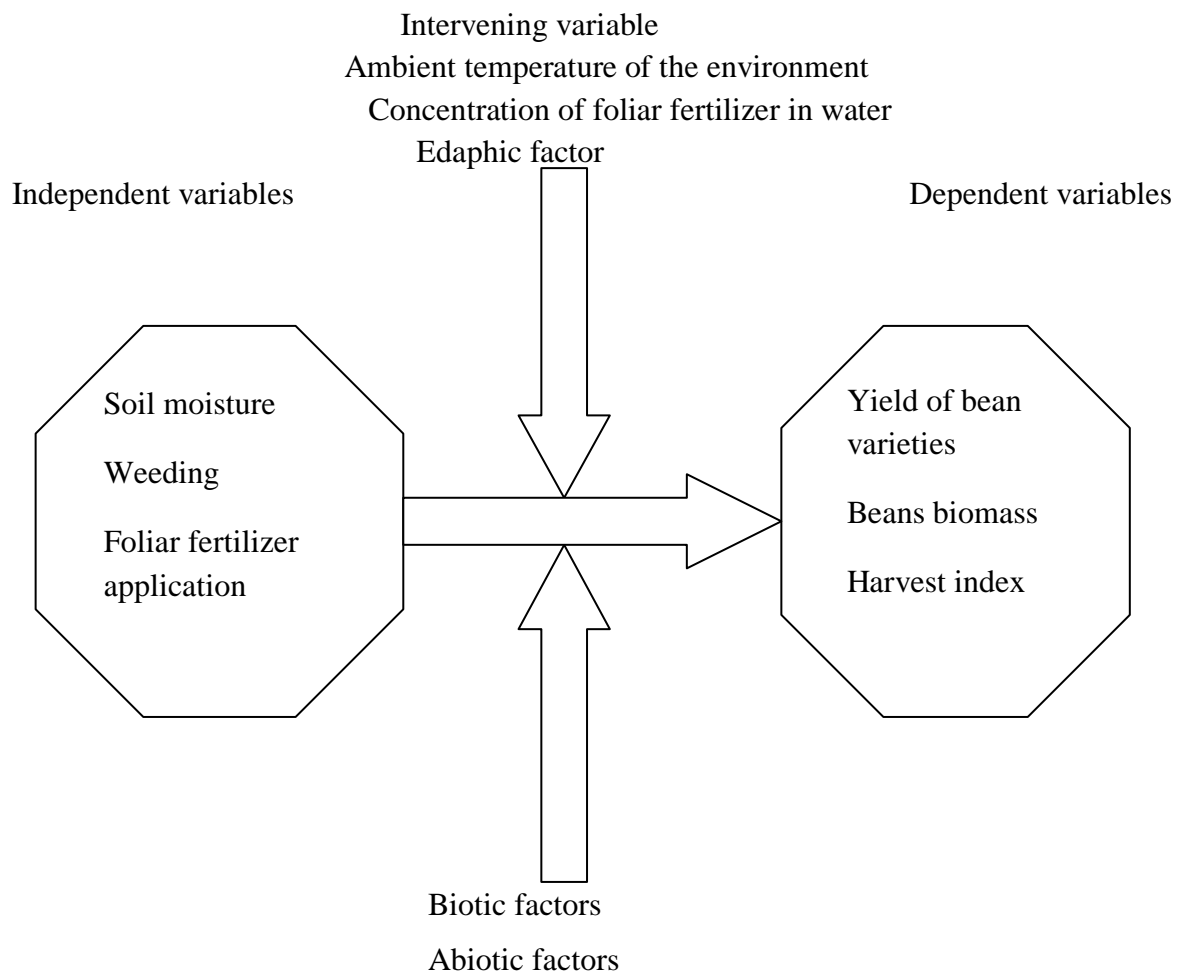 Intervening variable
Ambient temperature of the environment
Concentration of foliar fertilizer in water
Edaphic factor
Independent variables
Dependent variables
Soil moisture
Weeding
Foliar fertilizer
application
Yield of bean
varieties
Beans biomass
Harvest index
Biotic factors
Abiotic factors